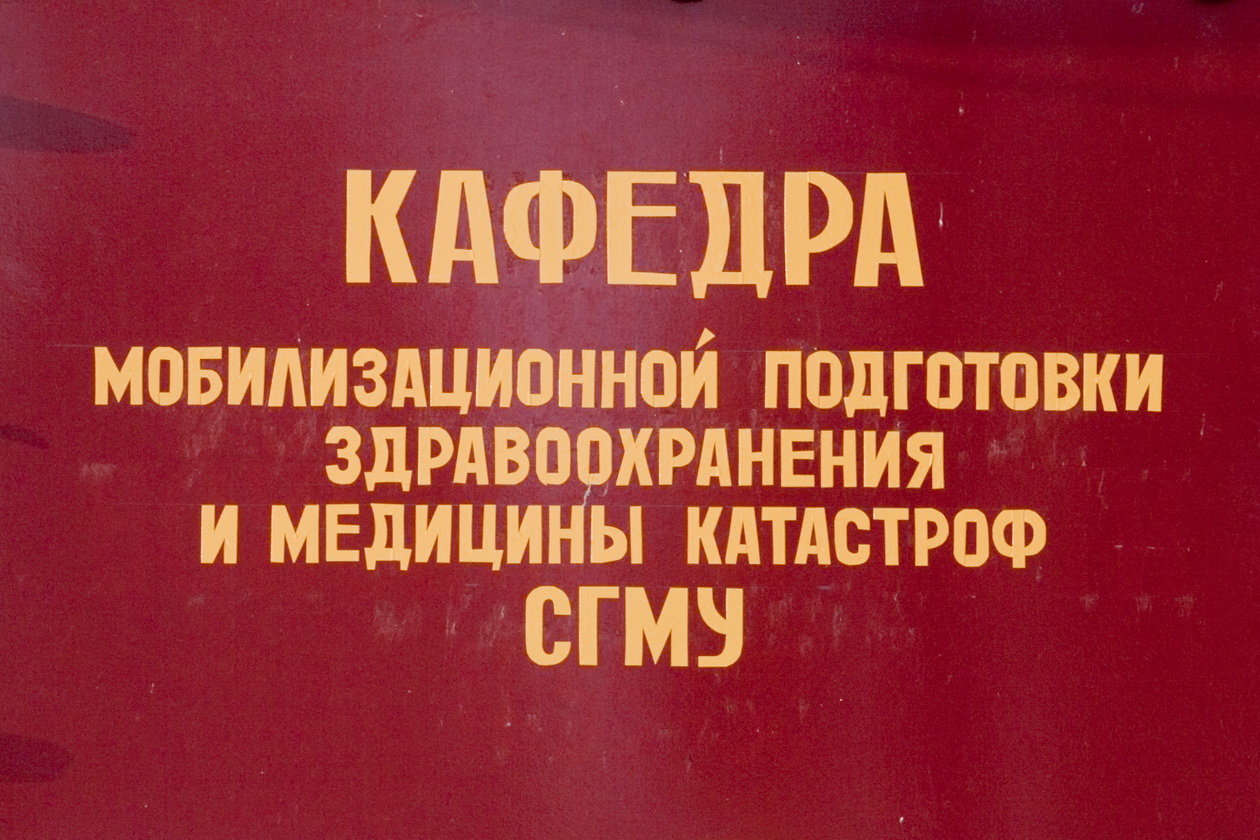 КАФЕДРА
МОБИЛИЗАЦИОННОЙ ПОДГОТОВКИ
ЗДРАВООХРАНЕНИЯ
И МЕДИЦИНЫ КАТАСТРОФ
СГМУ